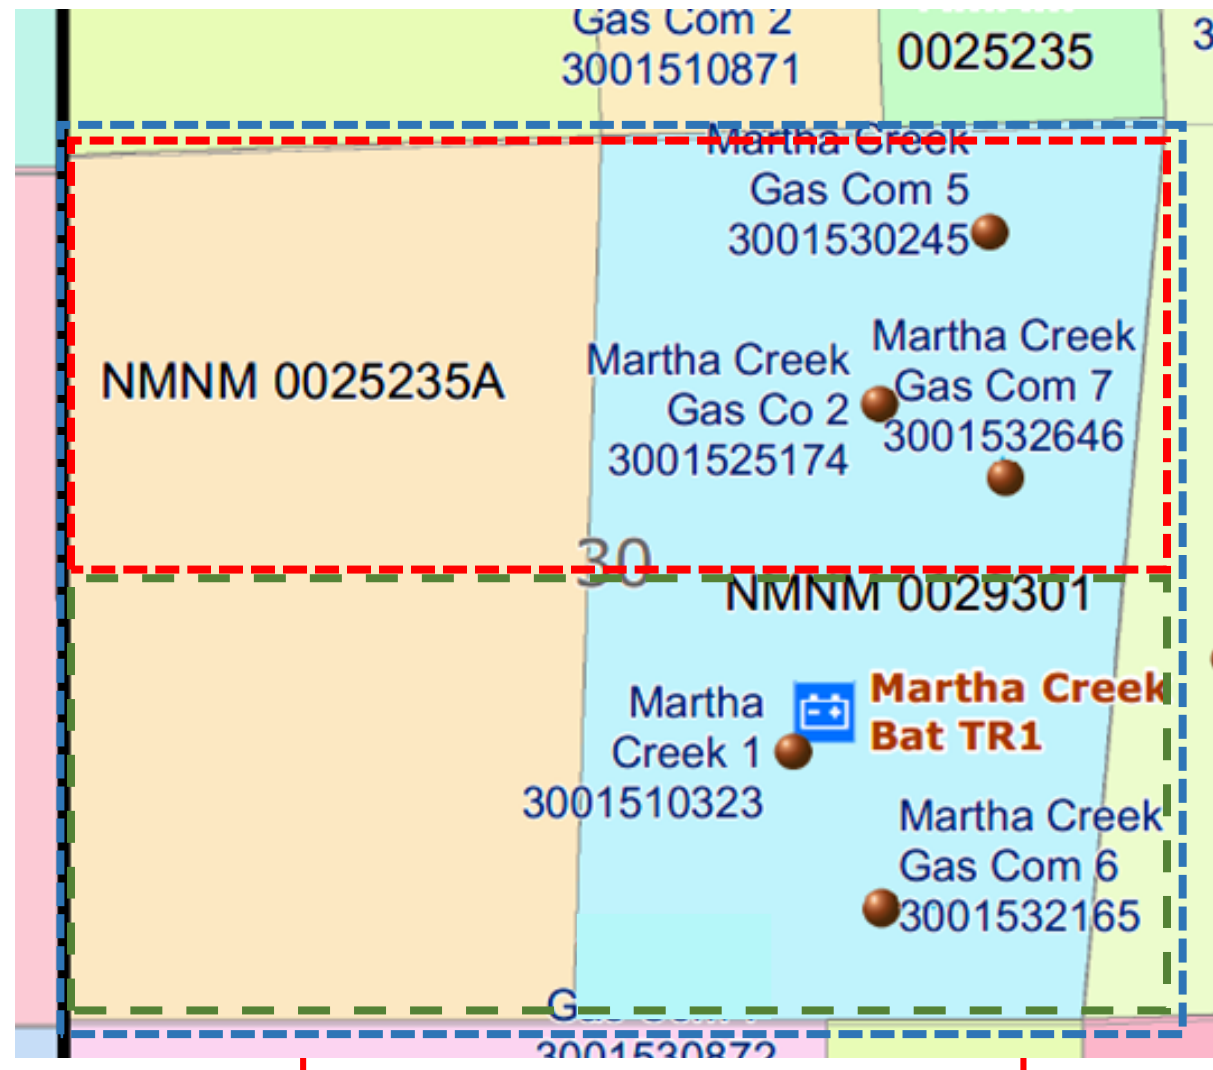 Gas Com 2
3001510871
0025235
3
Martha Creek
Gas Com 5
3001530245
NMNM 0025235A
Martha Creek
Gas Co 2
3001525174
Martha Creek
Gas Com 7
3001532646
30
NMNM 0029301
Martha Creek
Bat TR1
Martha
Creek 1
3001510323
Martha Creek
Gas Com 6
3001532165
3001530872